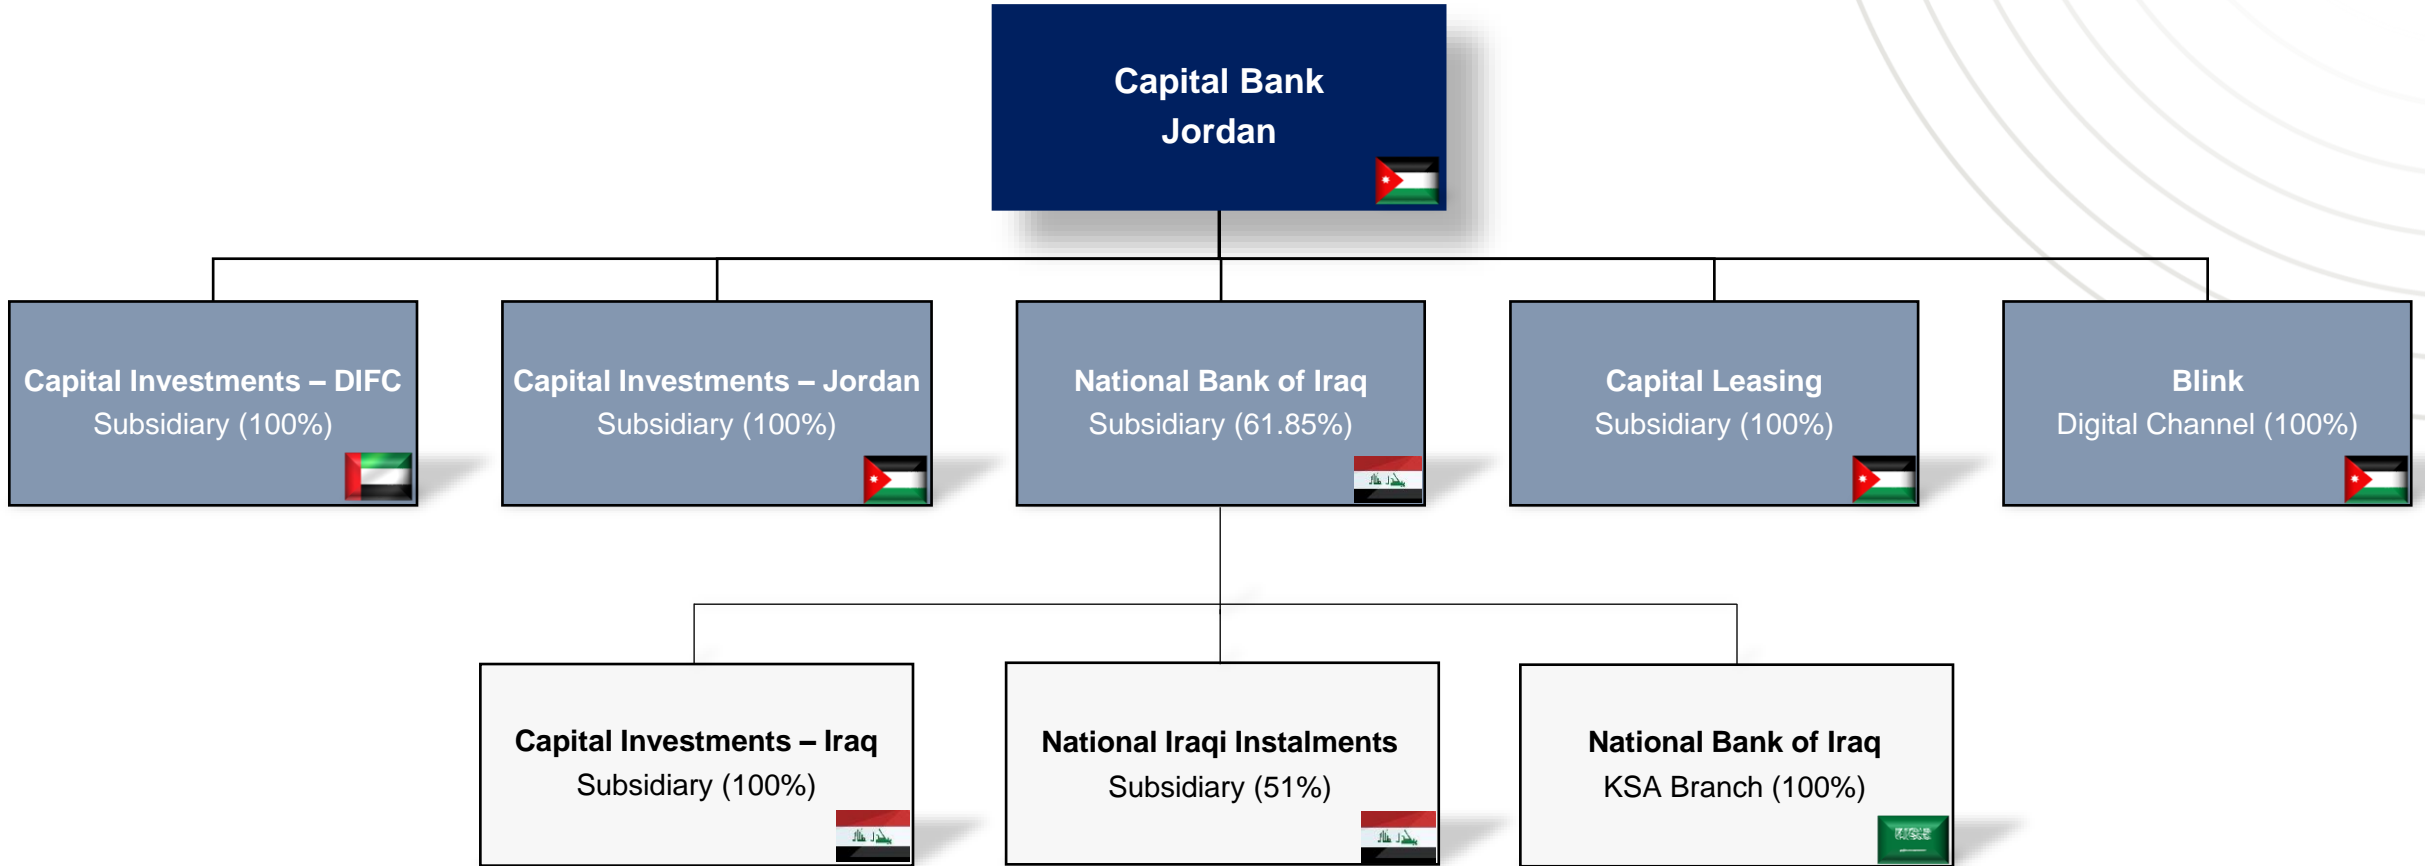 Capital Bank
Jordan
Capital Investments – DIFC
Subsidiary (100%)
Capital Investments – Jordan
Subsidiary (100%)
National Bank of Iraq
Subsidiary (61.85%)
Capital Leasing
Subsidiary (100%)
Blink
Digital Channel (100%)
Capital Investments – Iraq
Subsidiary (100%)
National Iraqi Instalments
Subsidiary (51%)
National Bank of Iraq
KSA Branch (100%)